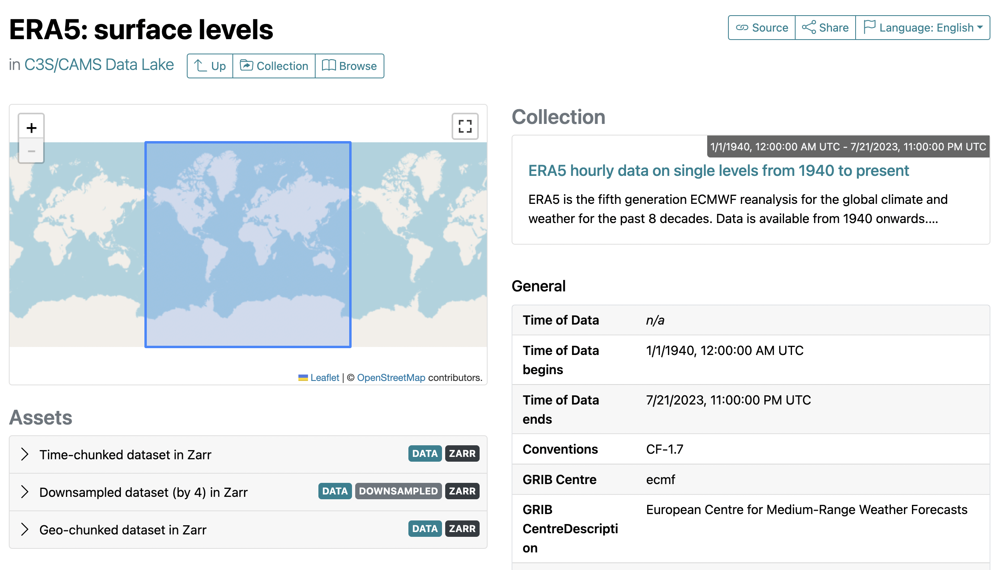 ERA5: surface levels
Source
Share
Language: English
in C3S/CAMS Data Lake
Up
Collection
Browse
+
−
Leaflet | © OpenStreetMap contributors.
Assets
Time-chunked dataset in Zarr DATA ZARR
Downsampled dataset (by 4) in Zarr DATA DOWNSAMPLED ZARR
Geo-chunked dataset in Zarr DATA ZARR
Collection
1/1/1940, 12:00:00 AM UTC - 7/21/2023, 11:00:00 PM UTC
ERA5 hourly data on single levels from 1940 to present
ERA5 is the fifth generation ECMWF reanalysis for the global climate and
weather for the past 8 decades. Data is available from 1940 onwards....
General
Time of Data n/a
Time of Data 1/1/1940, 12:00:00 AM UTC
begins
Time of Data 7/21/2023, 11:00:00 PM UTC
ends
Conventions CF-1.7
GRIB Centre ecmf
GRIB European Centre for Medium-Range Weather Forecasts
CentreDescripti
on